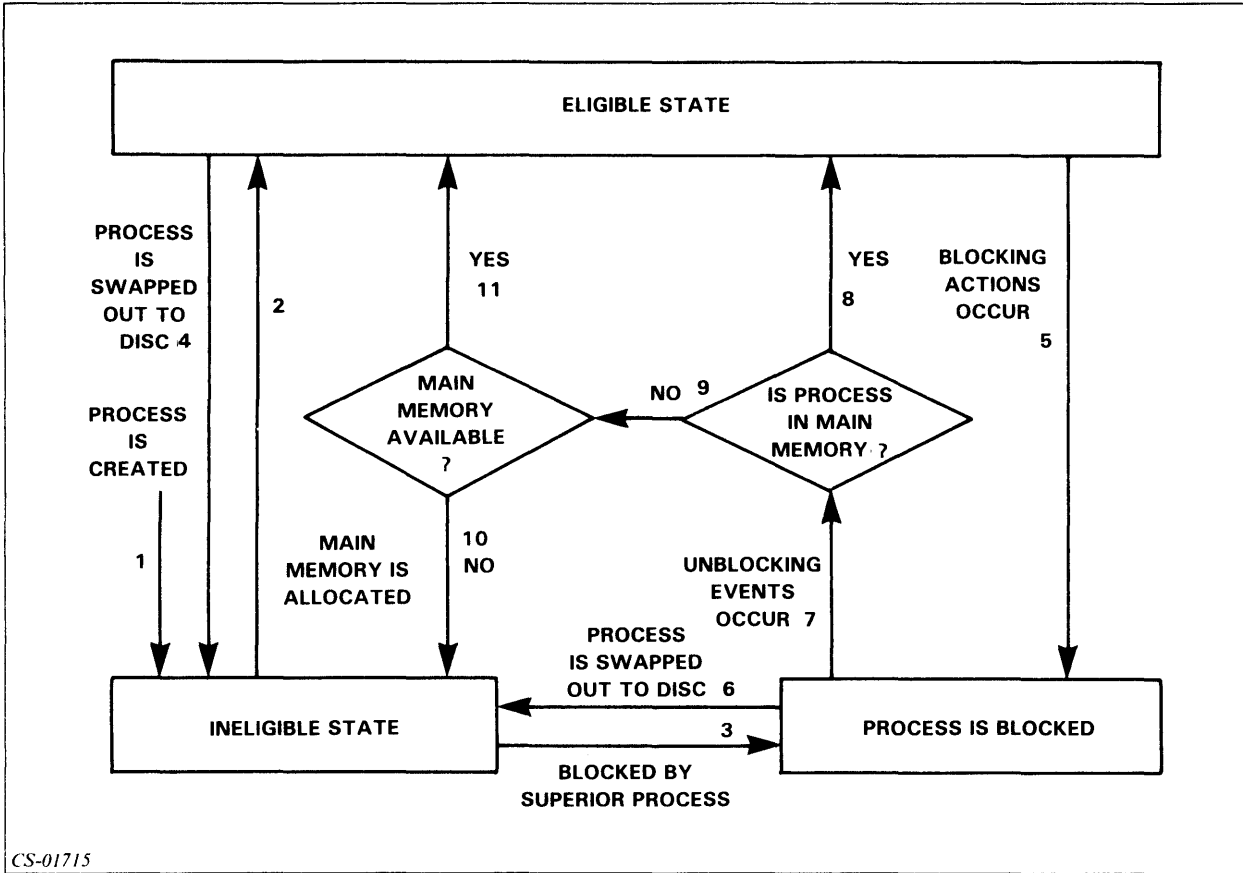 ELIGIBLE STATE
PROCESS
IS
SWAPPED
OUT TO
DISC 4
2
YES
11
YES
8
BLOCKING
ACTIONS
OCCUR
5
MAIN
MEMORY
AVAILABLE
?
NO 9
IS PROCESS
IN MAIN
MEMORY ?
PROCESS
IS
CREATED
1
MAIN
MEMORY IS
ALLOCATED
10
NO
UNBLOCKING
EVENTS
OCCUR 7
PROCESS
IS SWAPPED
OUT TO DISC 6
INELIGIBLE STATE
3
PROCESS IS BLOCKED
BLOCKED BY
SUPERIOR PROCESS
CS-01715